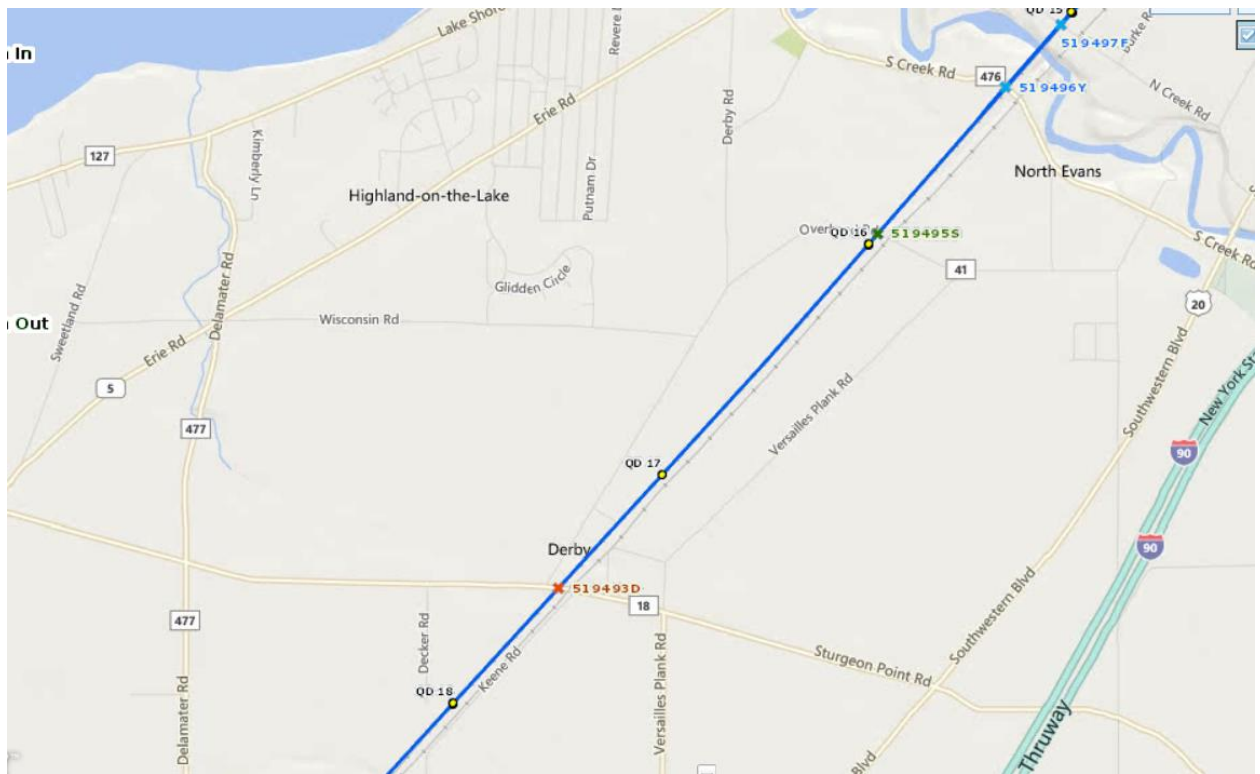 QD 15
Lake Shore
Revere D
Burke R
n In
519497F
S Creek Rd
476
519496Y
N Creek Rd
Erie Rd
Derby Rd
127
Kimberly Ln
Putnam Dr
North Evans
Highland-on-the-Lake
S
QD 16
519495S
S Creek Rd
41
Glidden Circle
Sweetland Rd
Delamater Rd
20
Out
Wisconsin Rd
Erie Rd
5
Southwestern Blvd
New York St
Versailles Plank Rd
477
90
QD 17
Derby
90
519493D
18
477
Decker Rd
Keene Rd
Sturgeon Point Rd
Southwestern Blvd
QD 18
Delamater Rd
Versailles Plank Rd
Blvd
Thruway